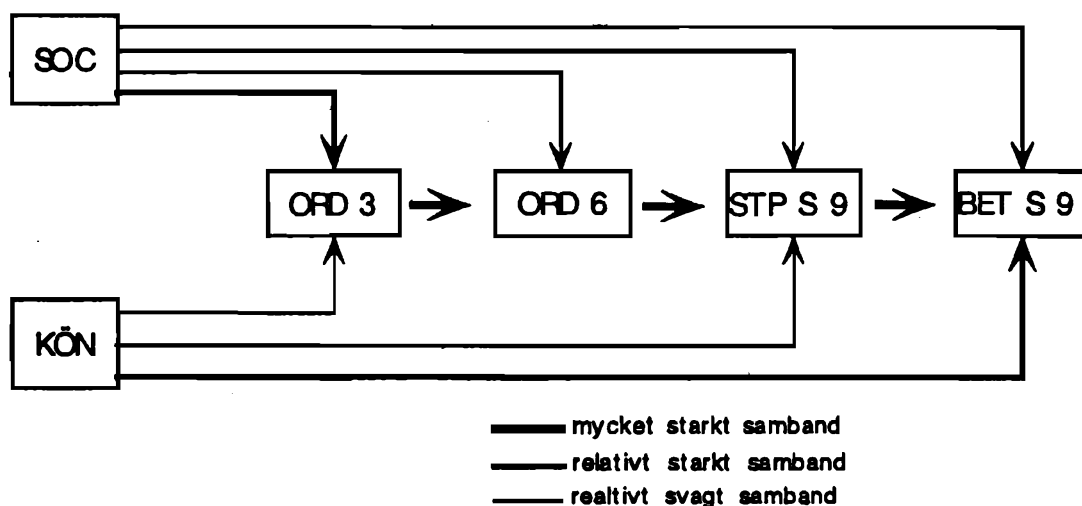 SOC
ORD 3
ORD 6
STP S 9
BET S 9
KÖN
mycket starkt samband
relativt starkt samband
realtivt svagt samband